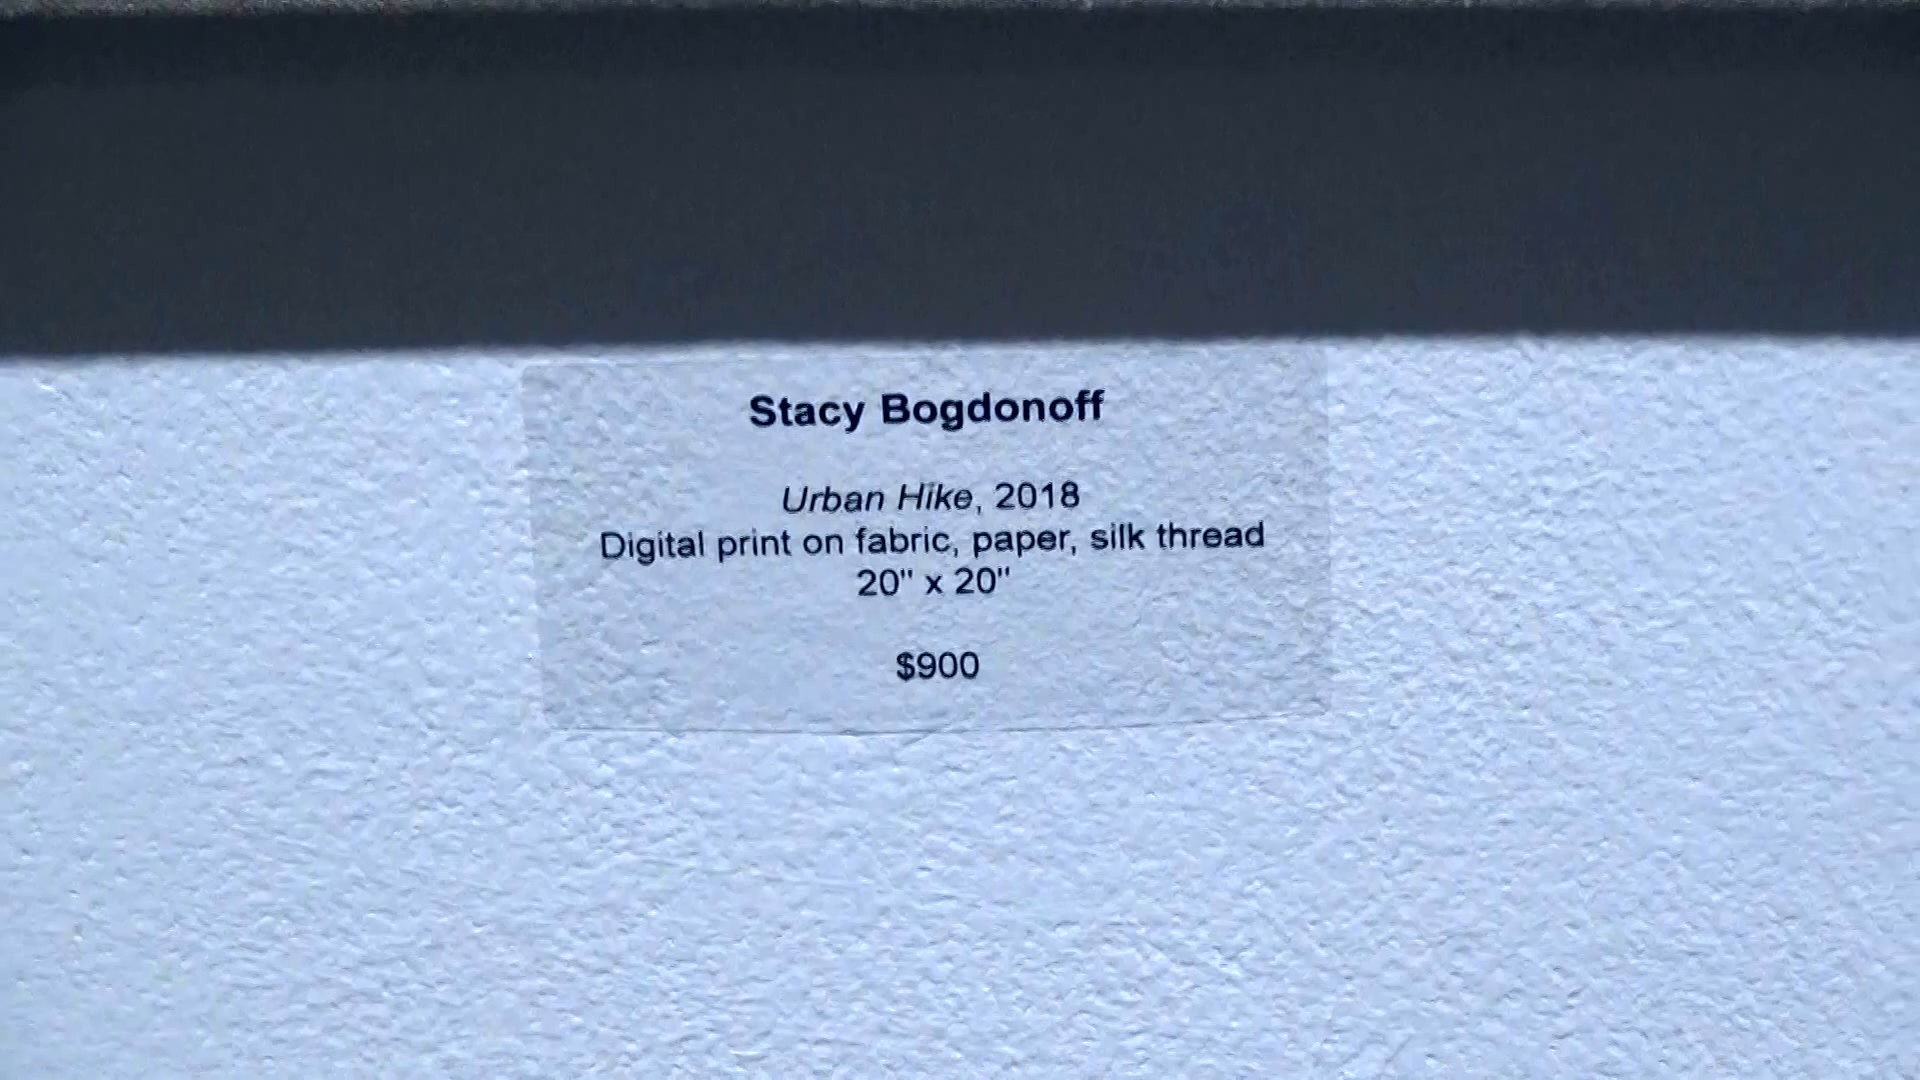 Stacy Bogdonoff
Urban Hike, 2018
Digital print on fabric, paper, silk thread
20" x 20"
$900